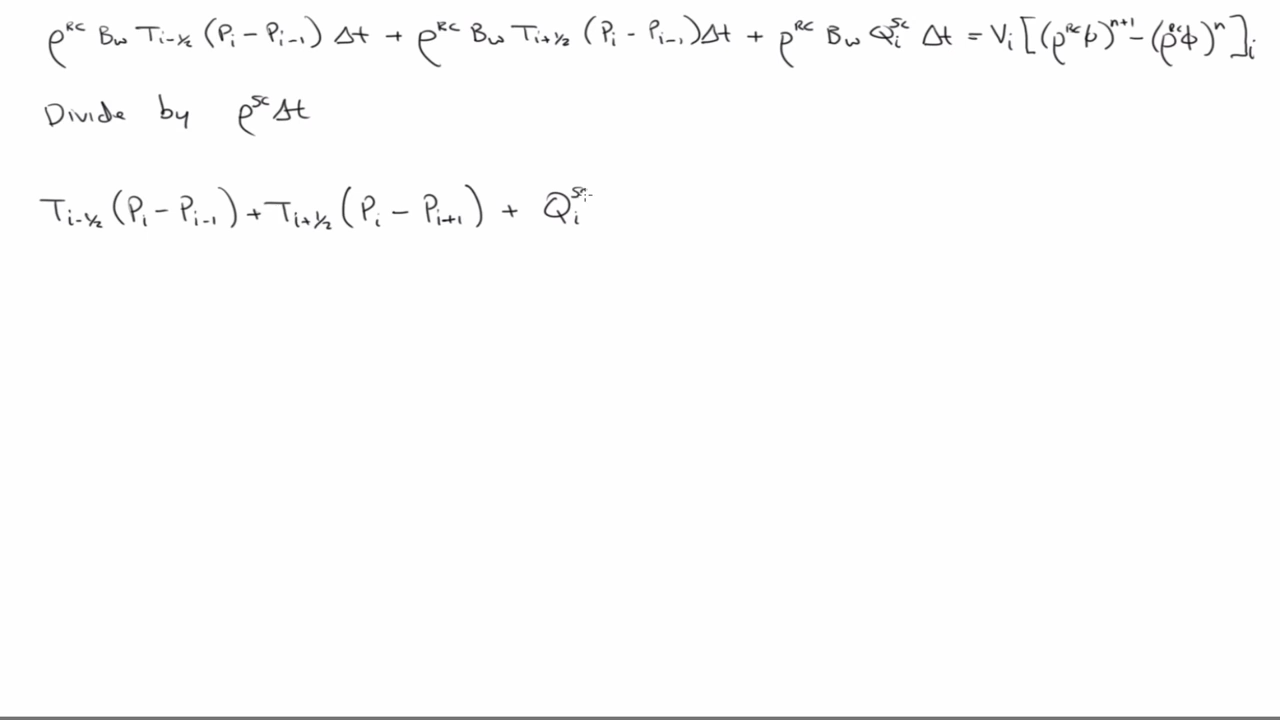 ρ^RC B_w T_{i-½} (P_i - P_{i-1}) Δt + ρ^RC B_w T_{i+½} (P_i - P_{i-1}) Δt + ρ^RC B_w Q_i^SC Δt = V_i [(ρ^RC ϕ)^{n+1} - (ρ^RC ϕ)^n]_i
Divide by ρ^SC Δt
T_{i-½} (P_i - P_{i-1}) + T_{i+½} (P_i - P_{i+1}) + Q_i^SC